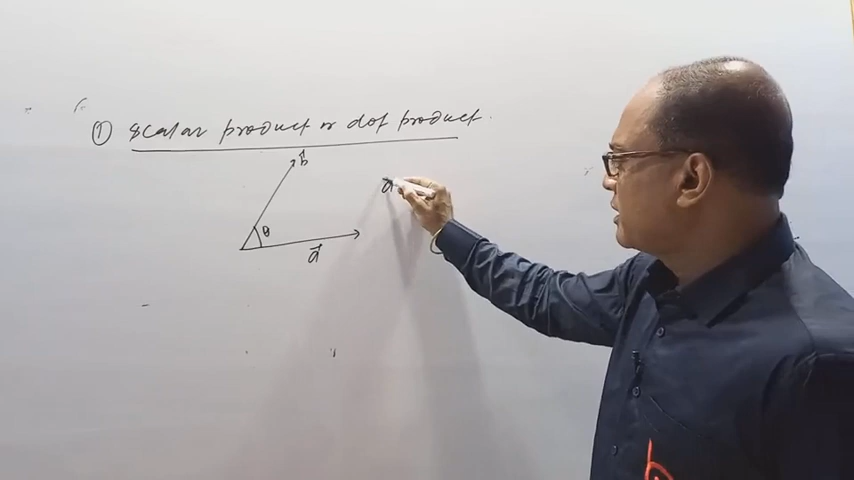 ① scalar product or dot product.
b⃗
θ
a⃗
a⃗